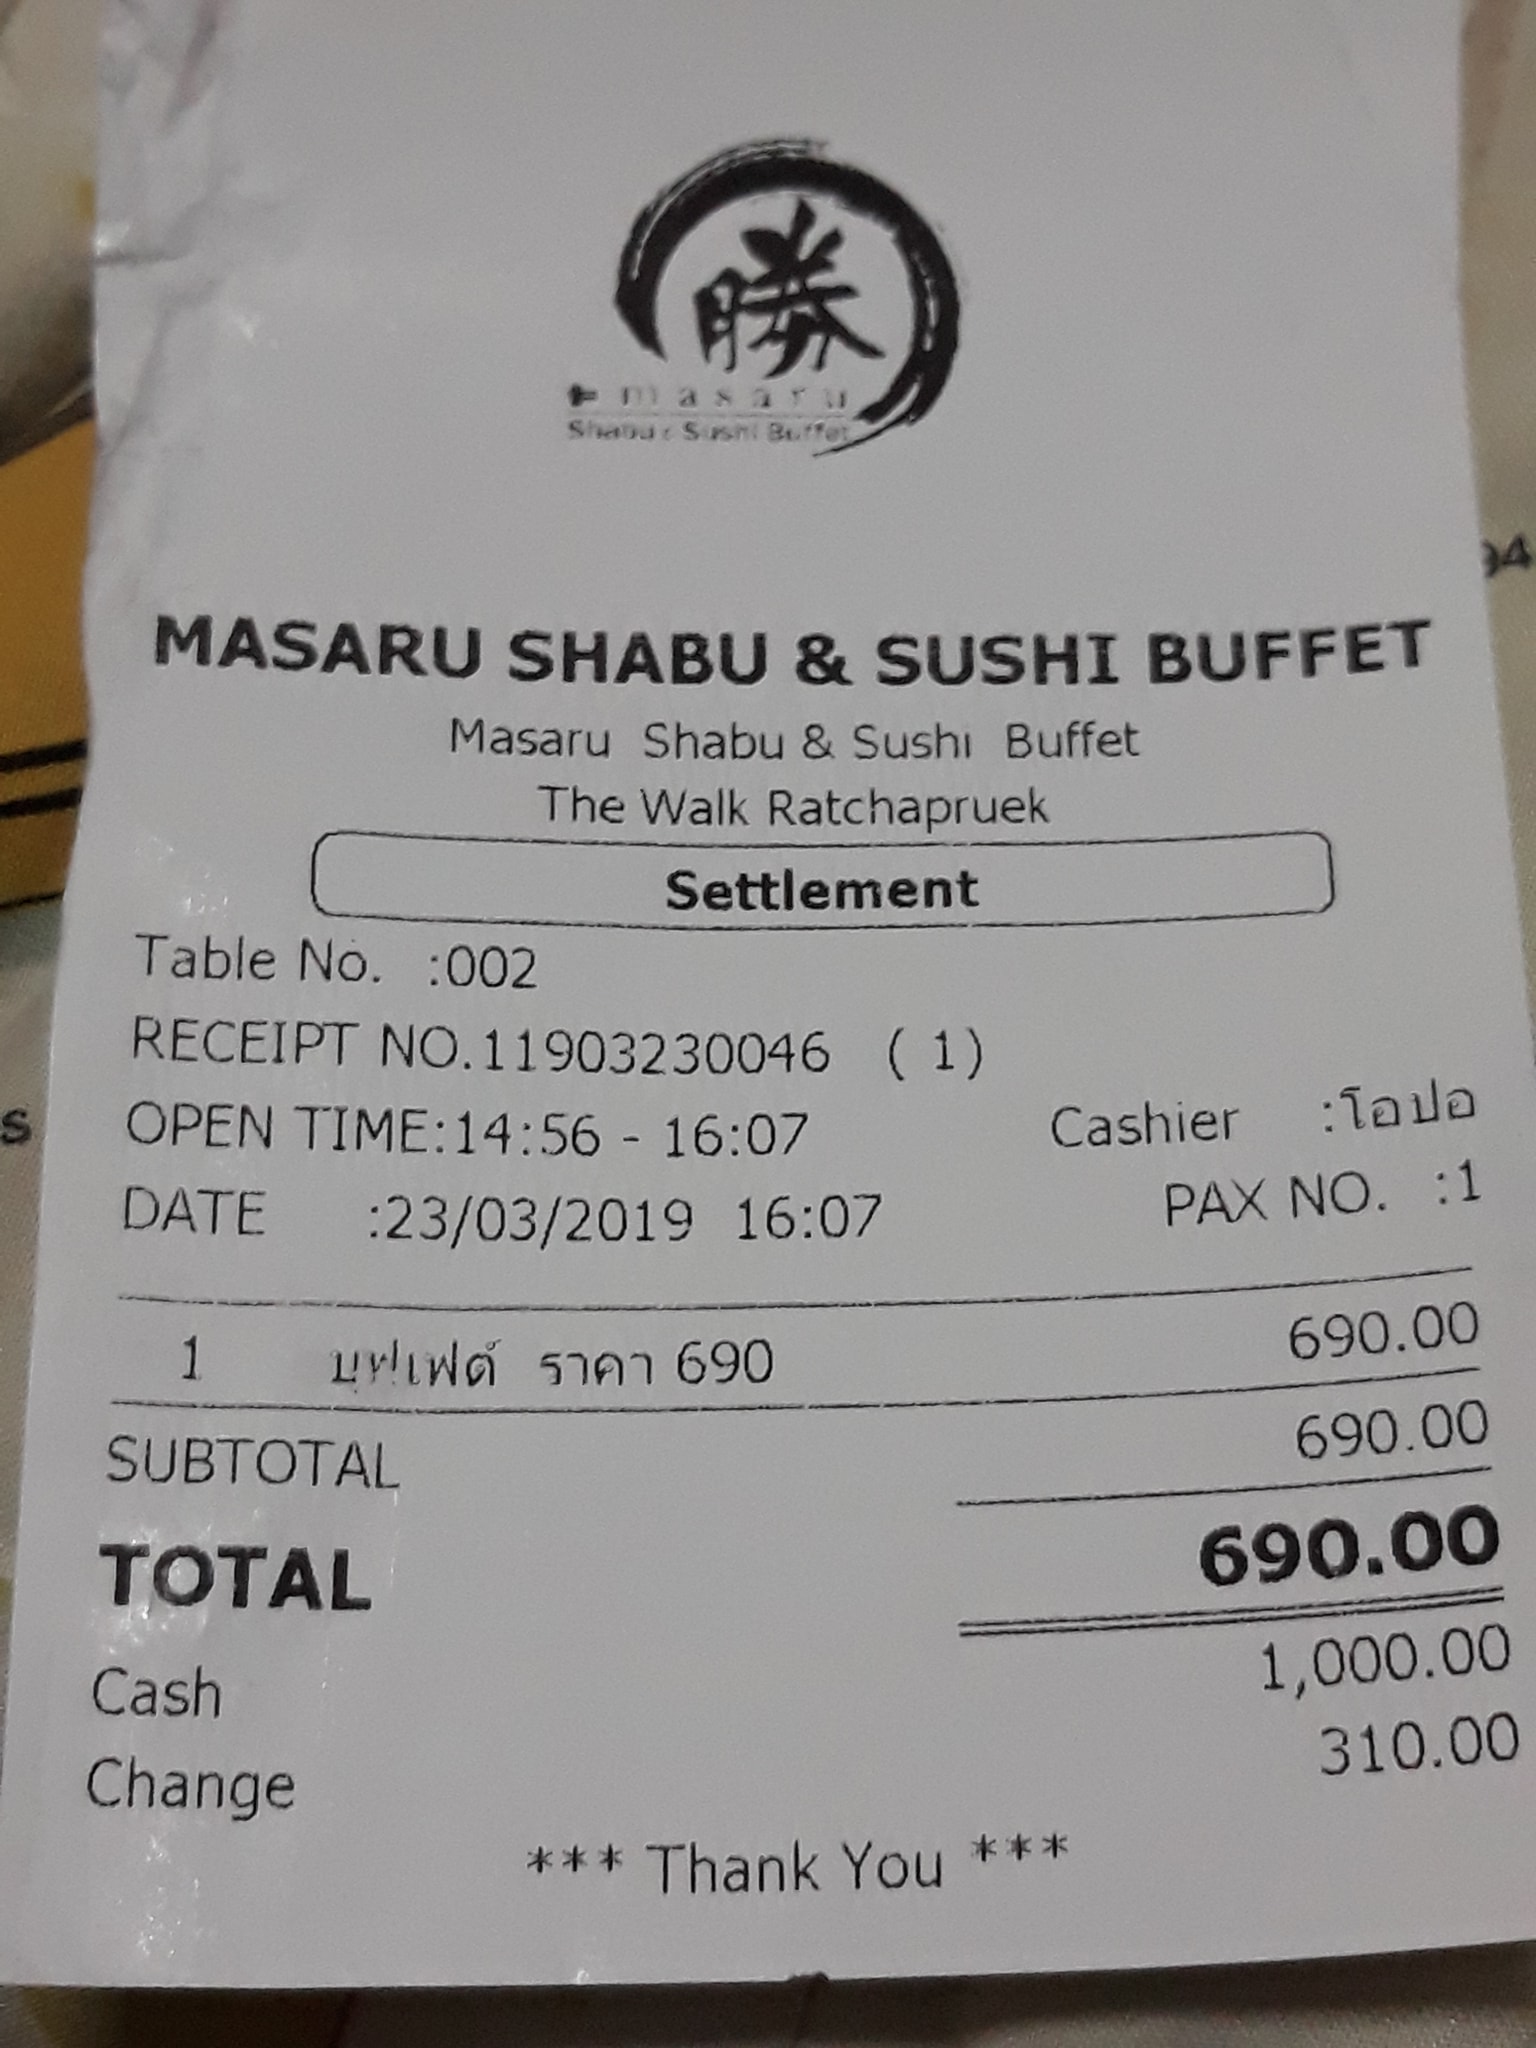 勝
masaru
Shabu & Sushi Buffet
MASARU SHABU & SUSHI BUFFET
Masaru Shabu & Sushi Buffet
The Walk Ratchapruek
Settlement
Table No. :002
RECEIPT NO.11903230046 ( 1)
OPEN TIME:14:56 - 16:07 Cashier :โอปอ
DATE :23/03/2019 16:07 PAX NO. :1
1 บุฟเฟต์ ราคา 690 690.00
SUBTOTAL 690.00
TOTAL 690.00
Cash 1,000.00
Change 310.00
*** Thank You ***